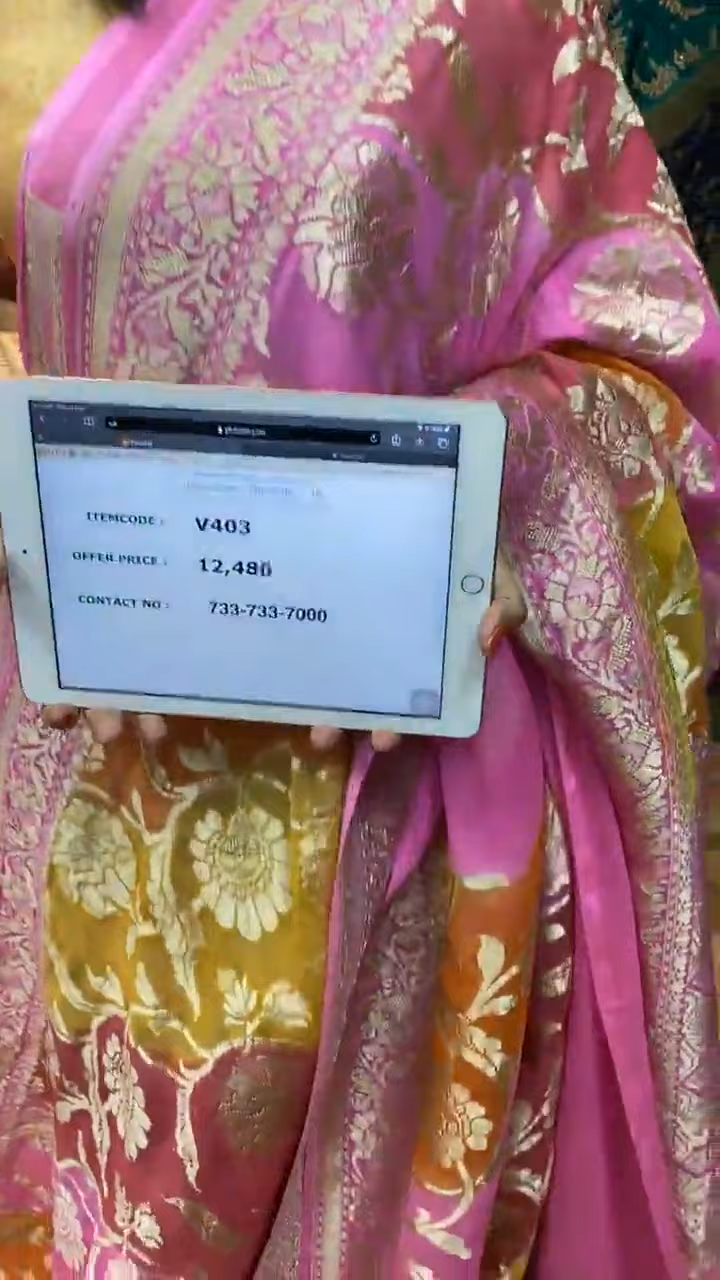 ITEMCODE : V403
OFFER PRICE : 12,480
CONTACT NO : 733-733-7000